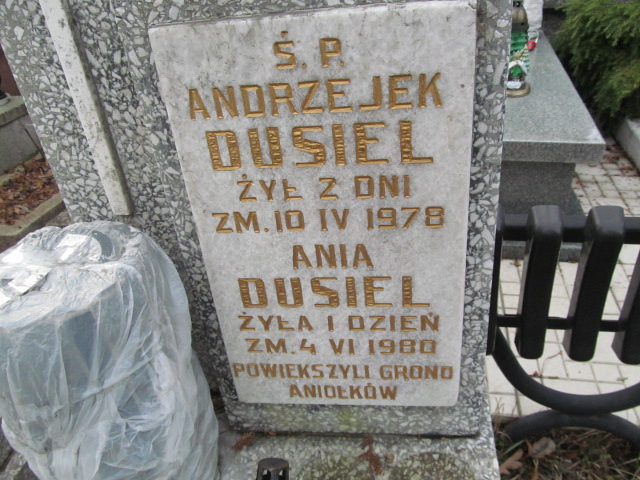 Ś. P.
ANDRZEJEK
DUSIEL
ŻYŁ 2 DNI
ZM. 10 IV 1978
ANIA
DUSIEL
ŻYŁA 1 DZIEŃ
ZM. 4 VI 1980
POWIEKSZYLI GRONO
ANIOŁKÓW